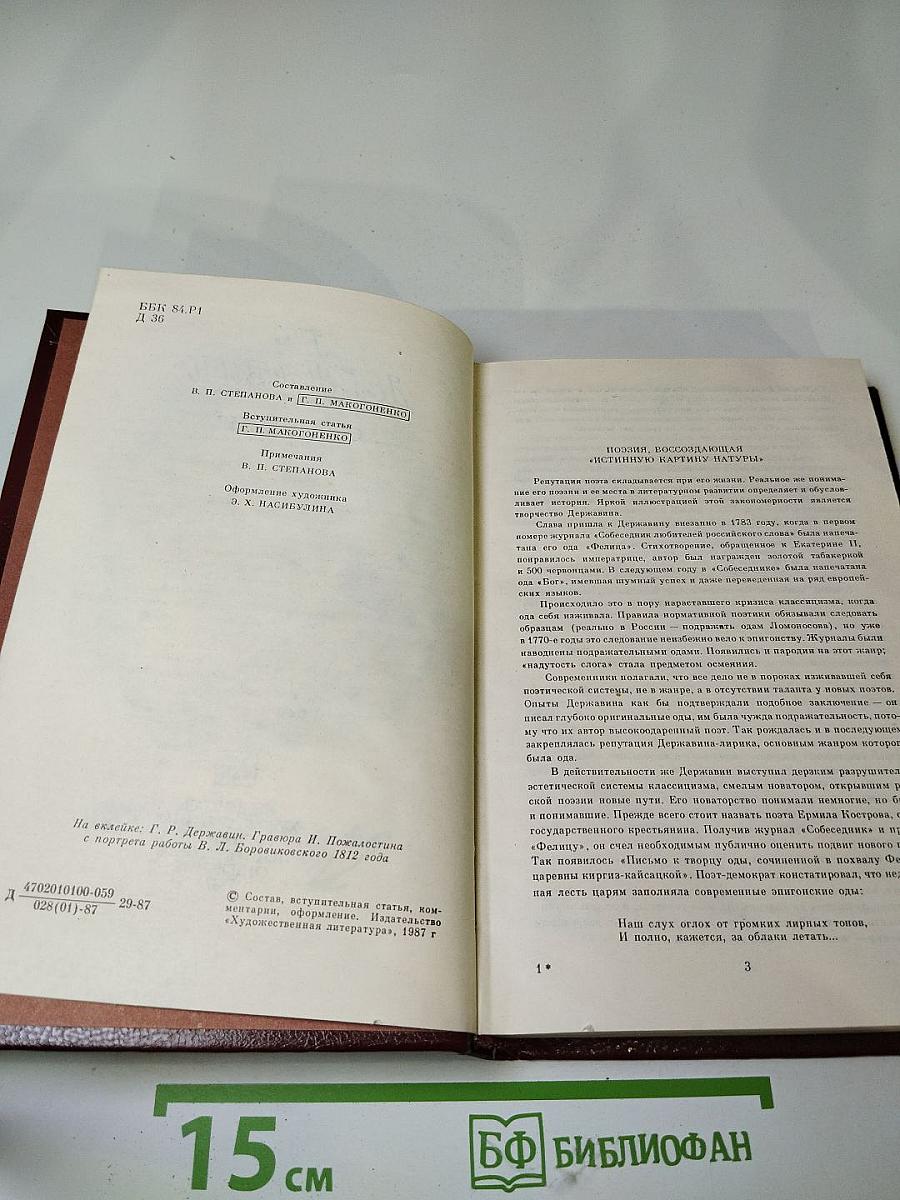 ББК 84.Р1
Д 36
Составление
В. П. СТЕПАНОВА и Г. П. МАКОГОНЕНКО
Вступительная статья
Г. П. МАКОГОНЕНКО
Примечания
В. П. СТЕПАНОВА
Оформление художника
Э. Х. НАСИБУЛИНА
На вклейке: Г. Р. Державин. Гравюра И. Пожалостина
с портрета работы В. Л. Боровиковского 1812 года
Д 4702010100-059 29-87
028(01)-87
© Состав, вступительная статья, ком-
ментарии, оформление. Издательство
«Художественная литература», 1987 г
ПОЭЗИЯ, ВОССОЗДАЮЩАЯ
«ИСТИННУЮ КАРТИНУ НАТУРЫ»
Репутация поэта складывается при его жизни. Реальное же понима-
ние его поэзии и ее места в литературном развитии определяет и обуслов-
ливает история. Яркой иллюстрацией этой закономерности является
творчество Державина.
Слава пришла к Державину внезапно в 1783 году, когда в первом
номере журнала «Собеседник любителей российского слова» была напеча-
тана его ода «Фелица». Стихотворение, обращенное к Екатерине II,
понравилось императрице, автор был награжден золотой табакеркой
и 500 червонцами. В следующем году в «Собеседнике» была напечатана
ода «Бог», имевшая шумный успех и даже переведенная на ряд европей-
ских языков.
Происходило это в пору нараставшего кризиса классицизма, когда
ода себя изживала. Правила нормативной поэтики обязывали следовать
образцам (реально в России — подражать одам Ломоносова), но уже
в 1770-е годы это следование неизбежно вело к эпигонству. Журналы были
наводнены подражательными одами. Появились и пародии на этот жанр;
«надутость слога» стала предметом осмеяния.
Современники полагали, что все дело не в пороках изживавшей себя
поэтической системы, не в жанре, а в отсутствии таланта у новых поэтов.
Опыты Державина как бы подтверждали подобное заключение — он
писал глубоко оригинальные оды, им была чужда подражательность, пото-
му что их автор высокоодаренный поэт. Так рождалась и в последующем
закреплялась репутация Державина-лирика, основным жанром которог
была ода.
В действительности же Державин выступил дерзким разрушител
эстетической системы классицизма, смелым новатором, открывшим р
ской поэзии новые пути. Его новаторство понимали немногие, но б
и понимавшие. Прежде всего стоит назвать поэта Ермила Кострова, с
государственного крестьянина. Получив журнал «Собеседник» и пр
«Фелицу», он счел необходимым публично оценить подвиг нового п
Так появилось «Письмо к творцу оды, сочиненной в похвалу Фе
царевны киргиз-кайсацкой». Поэт-демократ констатировал, что нед
ная лесть царям заполняла современные эпигонские оды:
Наш слух оглох от громких лирных тонов,
И полно, кажется, за облаки летать...
1*
3
15 см
БФ БИБЛИОФАН